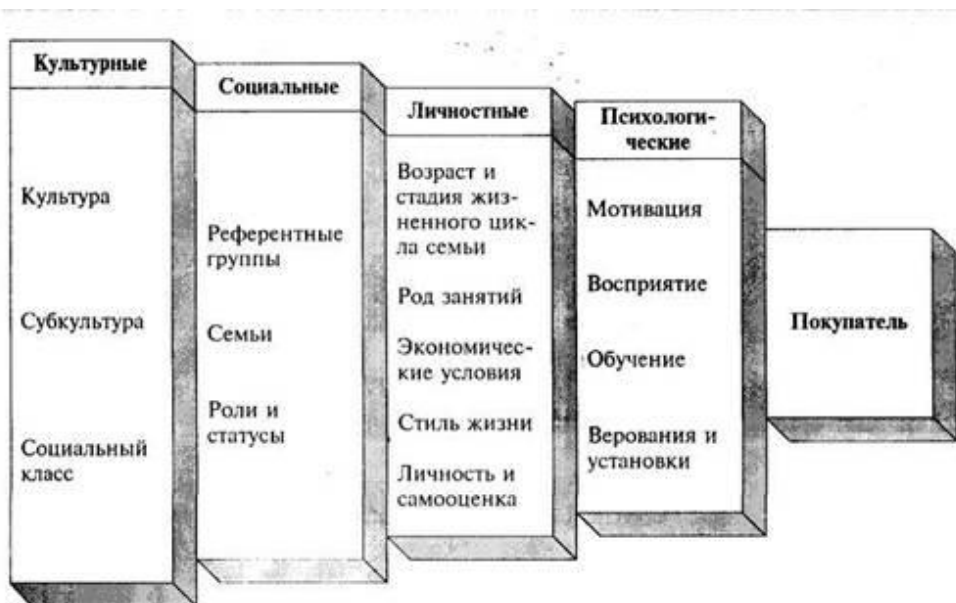 Культурные
Культура
Субкультура
Социальный
класс
Социальные
Референтные
группы
Семьи
Роли и
статусы
Личностные
Возраст и
стадия жиз-
ненного цик-
ла семьи
Род занятий
Экономичес-
кие условия
Стиль жизни
Личность и
самооценка
Психологи-
ческие
Мотивация
Восприятие
Обучение
Верования и
установки
Покупатель